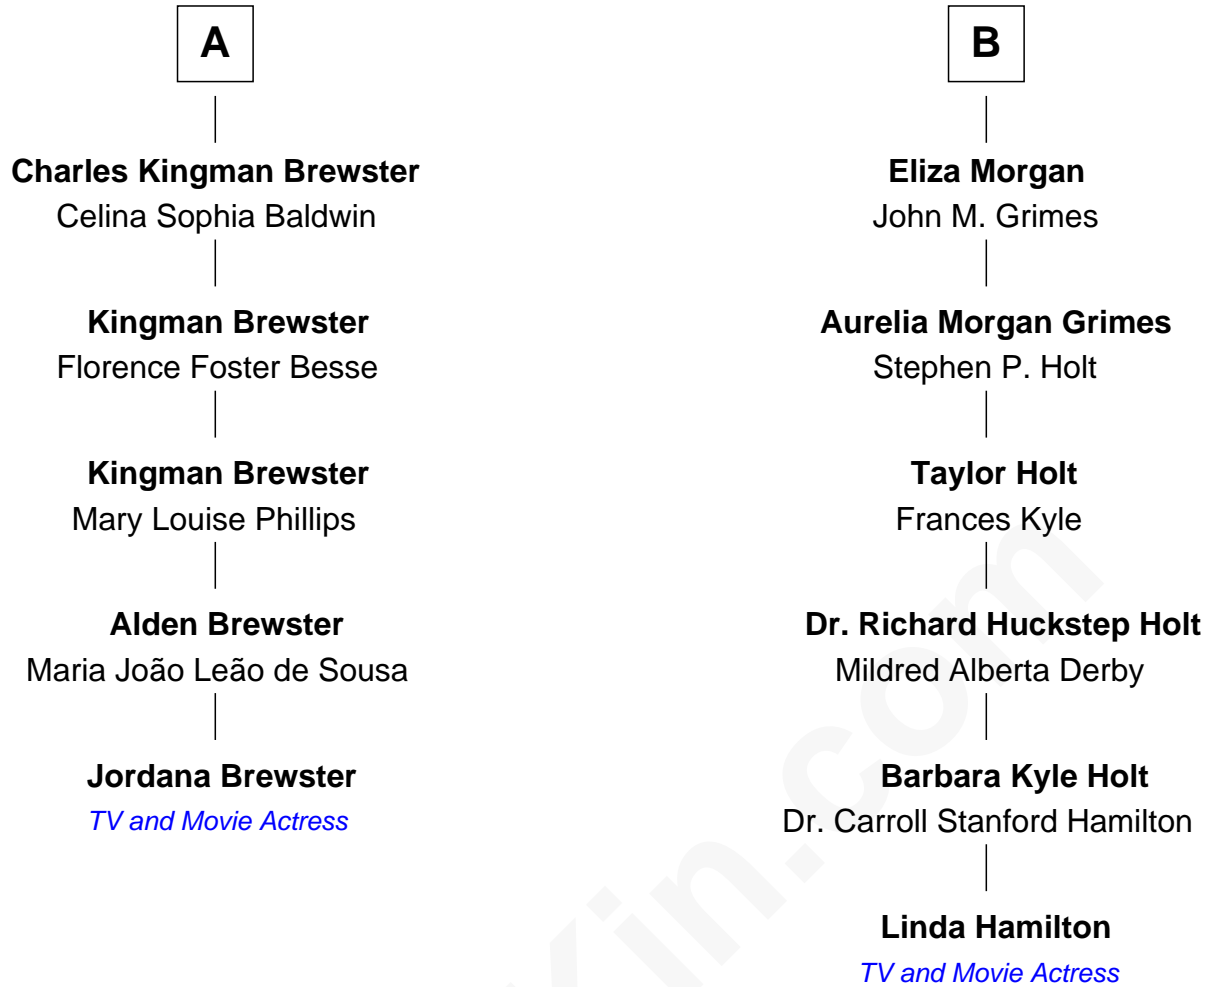 A
Charles Kingman Brewster
Celina Sophia Baldwin
Kingman Brewster
Florence Foster Besse
Kingman Brewster
Mary Louise Phillips
Alden Brewster
Maria João Leão de Sousa
Jordana Brewster
TV and Movie Actress
B
Eliza Morgan
John M. Grimes
Aurelia Morgan Grimes
Stephen P. Holt
Taylor Holt
Frances Kyle
Dr. Richard Huckstep Holt
Mildred Alberta Derby
Barbara Kyle Holt
Dr. Carroll Stanford Hamilton
Linda Hamilton
TV and Movie Actress